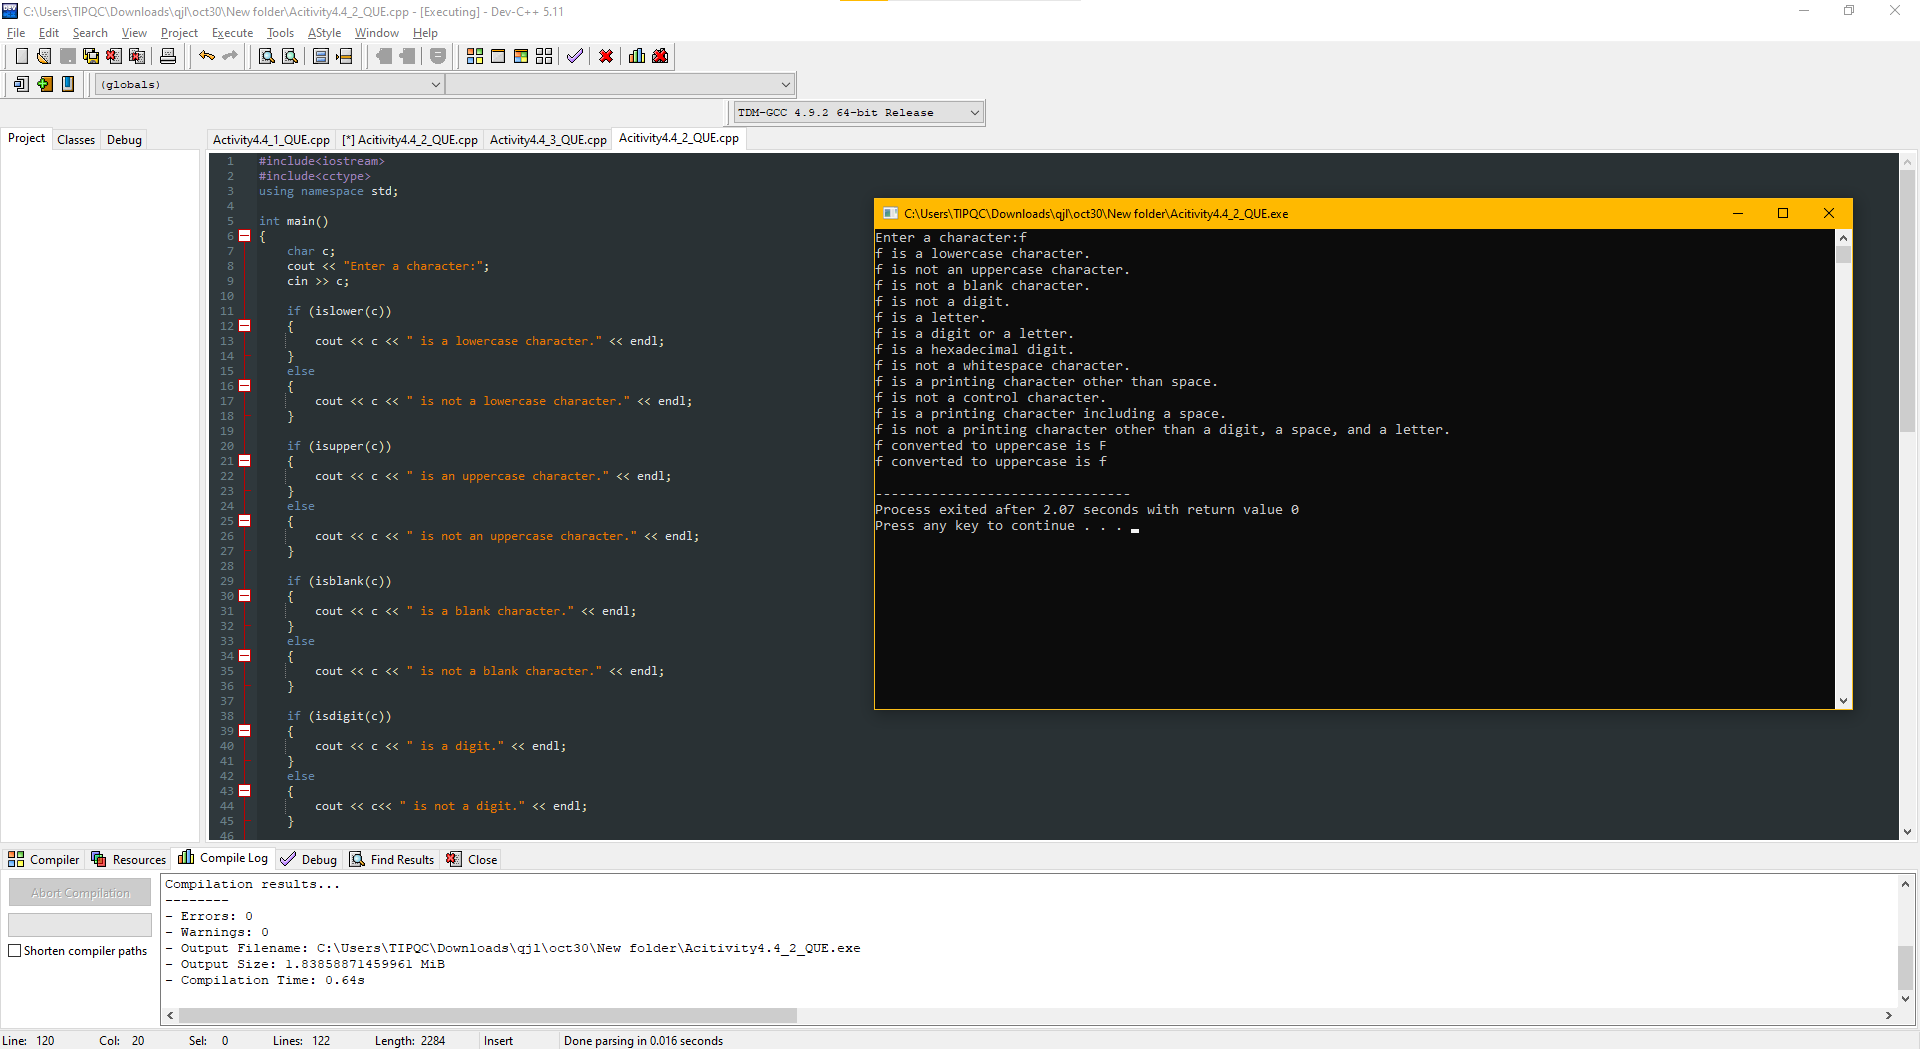 C:\Users\TIPQC\Downloads\qjl\oct30\New folder\Acitivity4.4_2_QUE.cpp - [Executing] - Dev-C++ 5.11
File Edit Search View Project Execute Tools AStyle Window Help
(globals)
TDM-GCC 4.9.2 64-bit Release
Project Classes Debug
Activity4.4_1_QUE.cpp [*] Acitivity4.4_2_QUE.cpp Activity4.4_3_QUE.cpp Acitivity4.4_2_QUE.cpp
1 #include<iostream>
2 #include<cctype>
3 using namespace std;
4
5 int main()
6 {
7 char c;
8 cout << "Enter a character:";
9 cin >> c;
10
11 if (islower(c))
12 {
13 cout << c << " is a lowercase character." << endl;
14 }
15 else
16 {
17 cout << c << " is not a lowercase character." << endl;
18 }
19
20 if (isupper(c))
21 {
22 cout << c << " is an uppercase character." << endl;
23 }
24 else
25 {
26 cout << c << " is not an uppercase character." << endl;
27 }
28
29 if (isblank(c))
30 {
31 cout << c << " is a blank character." << endl;
32 }
33 else
34 {
35 cout << c << " is not a blank character." << endl;
36 }
37
38 if (isdigit(c))
39 {
40 cout << c << " is a digit." << endl;
41 }
42 else
43 {
44 cout << c<< " is not a digit." << endl;
45 }
46
C:\Users\TIPQC\Downloads\qjl\oct30\New folder\Acitivity4.4_2_QUE.exe
Enter a character:f
f is a lowercase character.
f is not an uppercase character.
f is not a blank character.
f is not a digit.
f is a letter.
f is a digit or a letter.
f is a hexadecimal digit.
f is not a whitespace character.
f is a printing character other than space.
f is not a control character.
f is a printing character including a space.
f is not a printing character other than a digit, a space, and a letter.
f converted to uppercase is F
f converted to uppercase is f
--------------------------------
Process exited after 2.07 seconds with return value 0
Press any key to continue . . .
Compiler Resources Compile Log Debug Find Results Close
Abort Compilation
Shorten compiler paths
Compilation results...
--------
- Errors: 0
- Warnings: 0
- Output Filename: C:\Users\TIPQC\Downloads\qjl\oct30\New folder\Acitivity4.4_2_QUE.exe
- Output Size: 1.83858871459961 MiB
- Compilation Time: 0.64s
Line: 120 Col: 20 Sel: 0 Lines: 122 Length: 2284 Insert Done parsing in 0.016 seconds